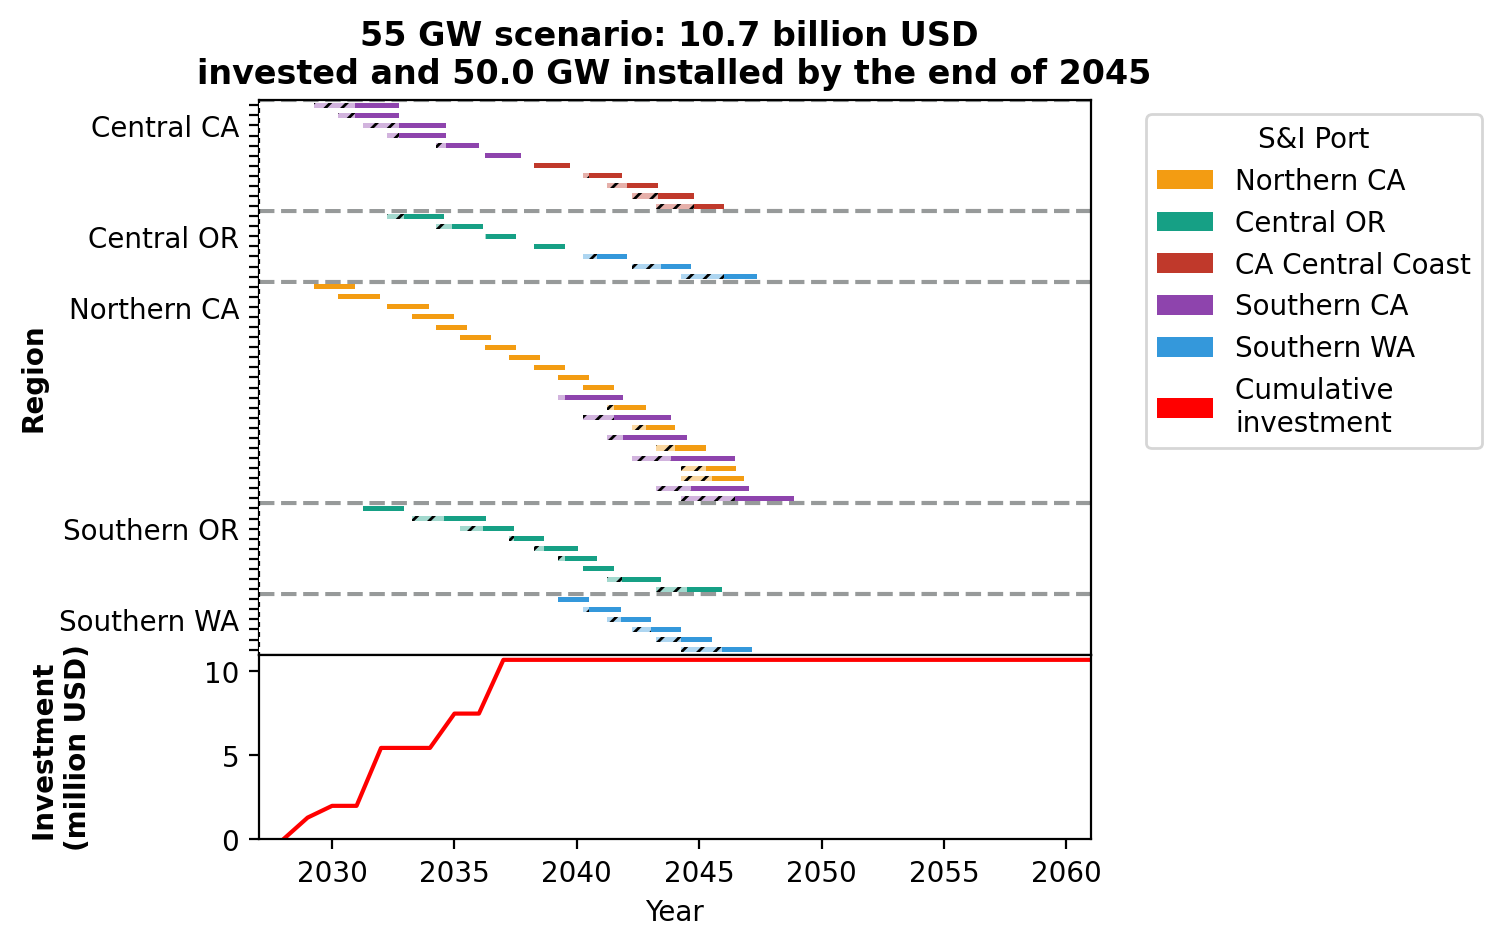 55 GW scenario: 10.7 billion USD
invested and 50.0 GW installed by the end of 2045
Central CA
Central OR
Northern CA
Southern OR
Southern WA
Region
S&I Port
Northern CA
Central OR
CA Central Coast
Southern CA
Southern WA
Cumulative
investment
Investment
(million USD)
10
5
0
2030 2035 2040 2045 2050 2055 2060
Year